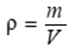 ρ = m/V